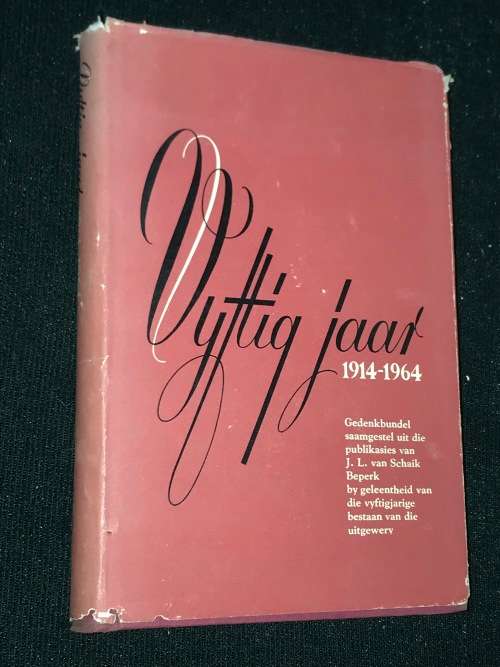 Vyftig jaar
1914-1964
Gedenkbundel
saamgestel uit die
publikasies van
J. L. van Schaik
Beperk
by geleentheid van
die vyftigjarige
bestaan van die
uitgewery